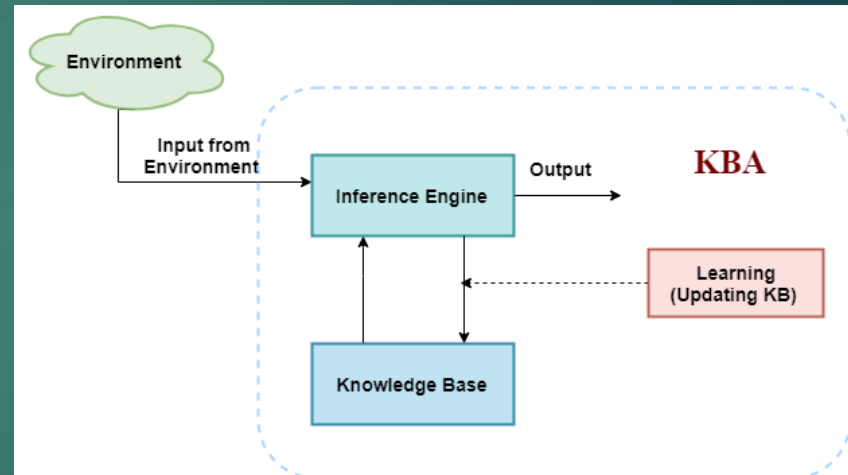 Environment
Input from
Environment
Inference Engine
Output
KBA
Learning
(Updating KB)
Knowledge Base